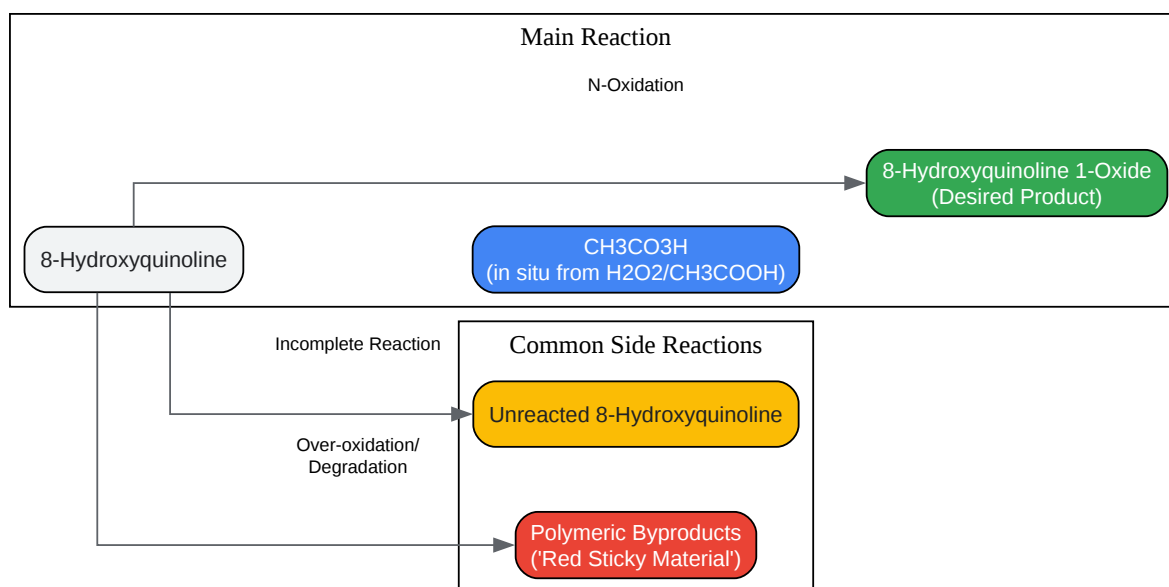 Main Reaction
N-Oxidation
8-Hydroxyquinoline 1-Oxide
(Desired Product)
8-Hydroxyquinoline
CH3CO3H
(in situ from H2O2/CH3COOH)
Incomplete Reaction
Common Side Reactions
Unreacted 8-Hydroxyquinoline
Over-oxidation/
Degradation
Polymeric Byproducts
('Red Sticky Material')